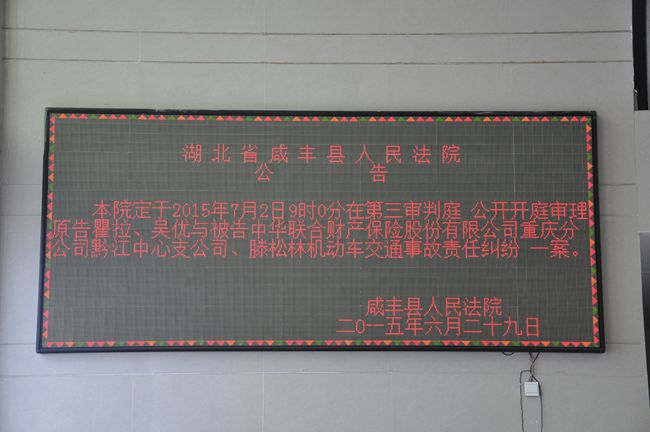 湖北省咸丰县人民法院
公告
本院定于2015年7月2日9时0分在第三审判庭 公开开庭审理
原告瞿拉、吴优与被告中华联合财产保险股份有限公司重庆分
公司黔江中心支公司、滕松林机动车交通事故责任纠纷 一案。
咸丰县人民法院
二0一五年六月二十九日